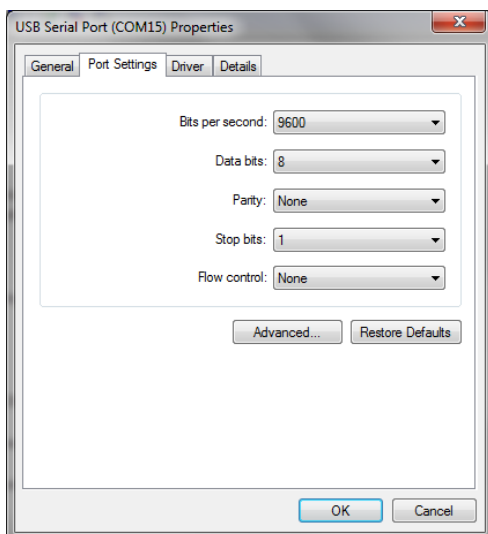 USB Serial Port (COM15) Properties
General Port Settings Driver Details
Bits per second: 9600
Data bits: 8
Parity: None
Stop bits: 1
Flow control: None
Advanced... Restore Defaults
OK Cancel